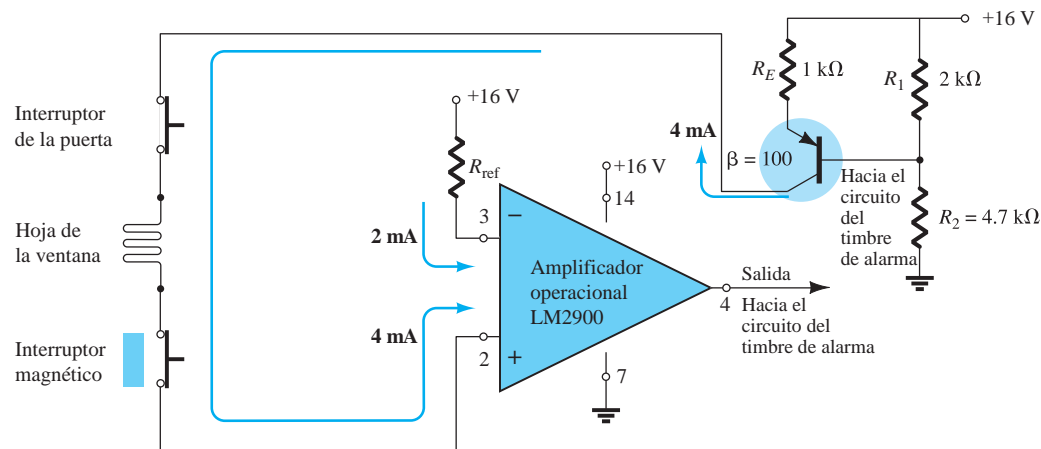 +16 V
R_E
1 kΩ
R_1
2 kΩ
Interruptor
de la puerta
+16 V
4 mA
β = 100
R_ref
+16 V
14
Hacia el
circuito
del
timbre
de alarma
R_2 = 4.7 kΩ
Hoja de
la ventana
3
−
2 mA
Amplificador
operacional
LM2900
Salida
4
Hacia el
circuito del
timbre de alarma
4 mA
2
+
7
Interruptor
magnético